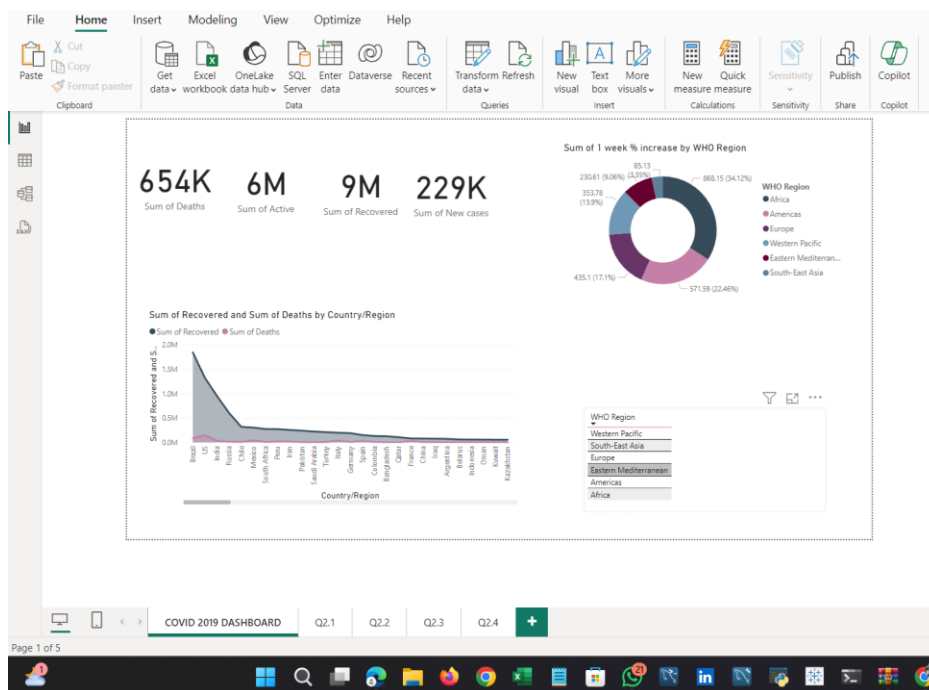 File Home Insert Modeling View Optimize Help
Paste
Cut
Copy
Format painter
Clipboard
Get data
Excel workbook
OneLake data hub
SQL Server
Enter data
Dataverse
Recent sources
Data
Transform data
Refresh
Queries
New visual
Text box
More visuals
Insert
New measure
Quick measure
Calculations
Sensitivity
Sensitivity
Publish
Share
Copilot
Copilot
654K
Sum of Deaths
6M
Sum of Active
9M
Sum of Recovered
229K
Sum of New cases
Sum of 1 week % increase by WHO Region
85.13
(3.35%)
230.61 (9.06%)
868.15 (34.12%)
353.78
(13.9%)
435.1 (17.1%)
571.59 (22.46%)
WHO Region
Africa
Americas
Europe
Western Pacific
Eastern Mediterran...
South-East Asia
Sum of Recovered and Sum of Deaths by Country/Region
Sum of Recovered Sum of Deaths
Sum of Recovered and S...
2.0M
1.5M
1.0M
0.5M
0.0M
Brazil
US
India
Russia
Chile
Mexico
South Africa
Peru
Iran
Pakistan
Saudi Arabia
Turkey
Italy
Germany
Spain
Colombia
Bangladesh
Qatar
France
China
Iraq
Argentina
Belarus
Indonesia
Oman
Kuwait
Kazakhstan
Country/Region
WHO Region
Western Pacific
South-East Asia
Europe
Eastern Mediterranean
Americas
Africa
COVID 2019 DASHBOARD Q2.1 Q2.2 Q2.3 Q2.4 +
Page 1 of 5
1
21
in